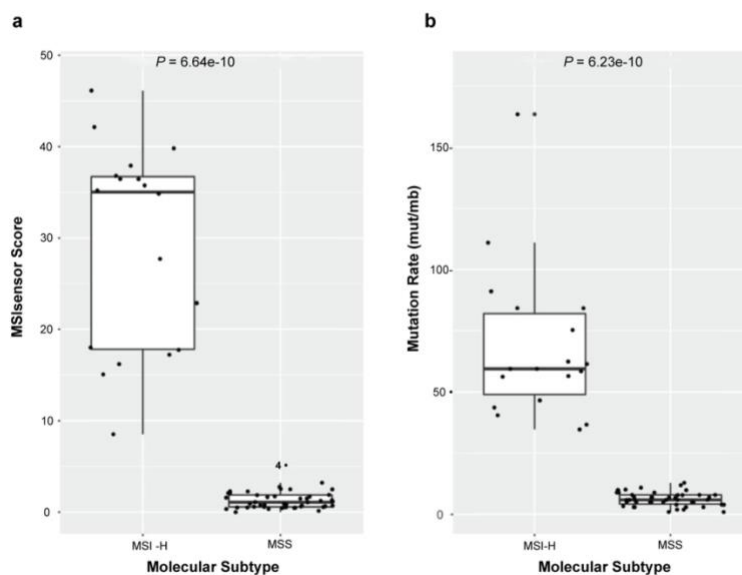 a
P = 6.64e-10
MSIsensor Score
50
40
30
20
10
0
4
MSI -H
MSS
Molecular Subtype
b
P = 6.23e-10
Mutation Rate (mut/mb)
150
100
50
0
MSI-H
MSS
Molecular Subtype